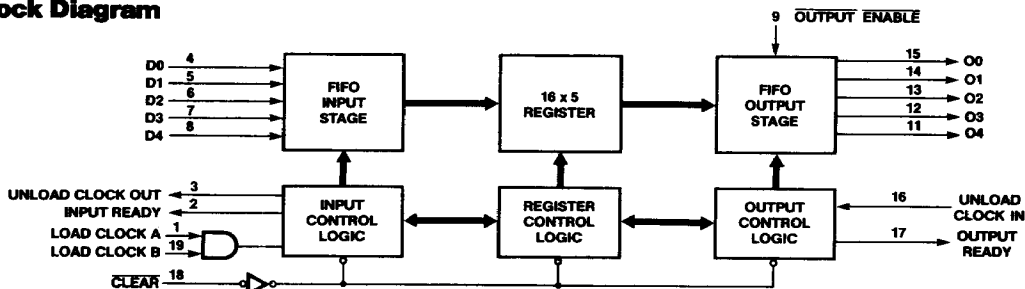 ock Diagram
9 OUTPUT ENABLE
D0 4
D1 5
D2 6
D3 7
D4 8
FIFO
INPUT
STAGE
16 x 5
REGISTER
FIFO
OUTPUT
STAGE
15 O0
14 O1
13 O2
12 O3
11 O4
UNLOAD CLOCK OUT 3
INPUT READY 2
LOAD CLOCK A 1
LOAD CLOCK B 19
CLEAR 18
INPUT
CONTROL
LOGIC
REGISTER
CONTROL
LOGIC
OUTPUT
CONTROL
LOGIC
16 UNLOAD
CLOCK IN
17 OUTPUT
READY